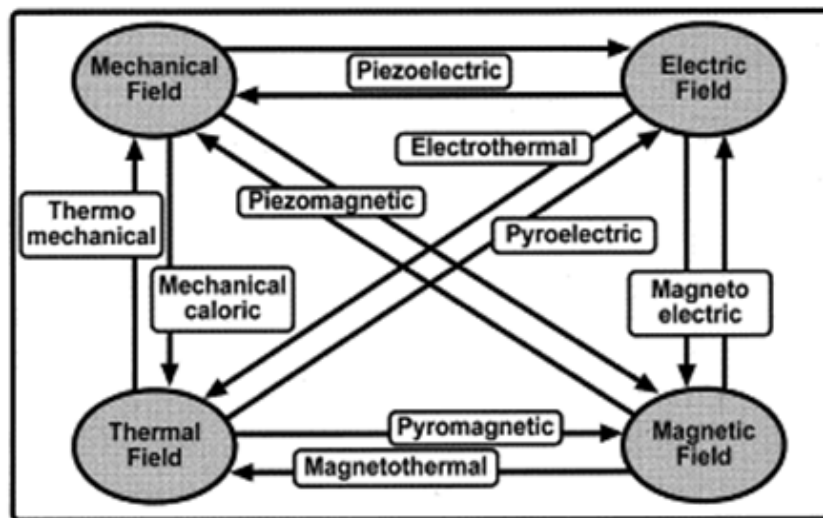 Mechanical
Field
Piezoelectric
Electric
Field
Electrothermal
Thermo
mechanical
Piezomagnetic
Pyroelectric
Mechanical
caloric
Magneto
electric
Thermal
Field
Pyromagnetic
Magnetothermal
Magnetic
Field